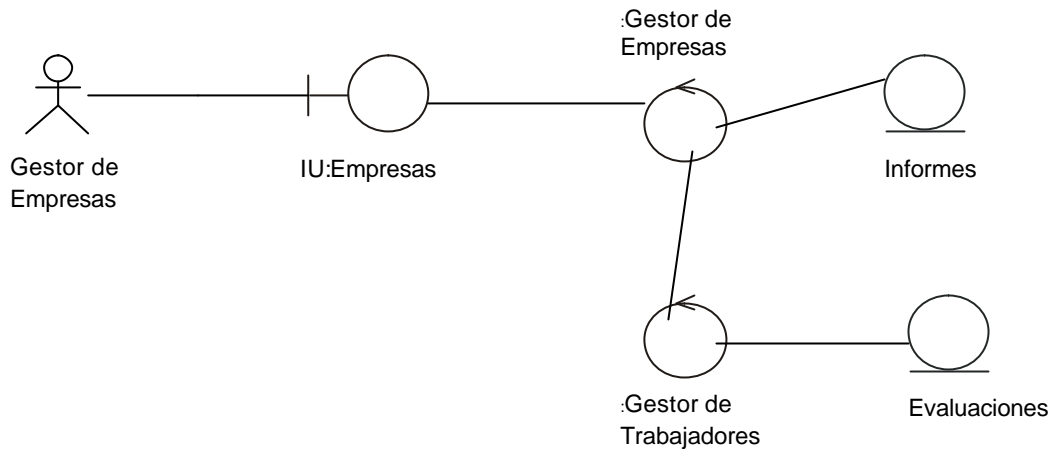 :Gestor de
Empresas
Gestor de
Empresas
IU:Empresas
Informes
:Gestor de
Trabajadores
Evaluaciones